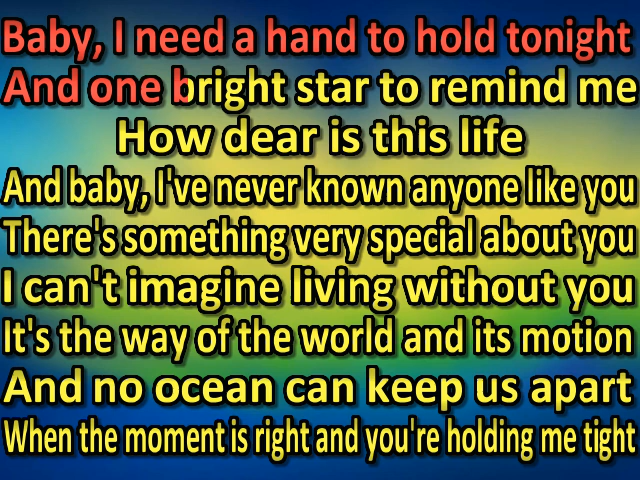 Baby, I need a hand to hold tonight
And one bright star to remind me
How dear is this life
And baby, I've never known anyone like you
There's something very special about you
I can't imagine living without you
It's the way of the world and its motion
And no ocean can keep us apart
When the moment is right and you're holding me tight